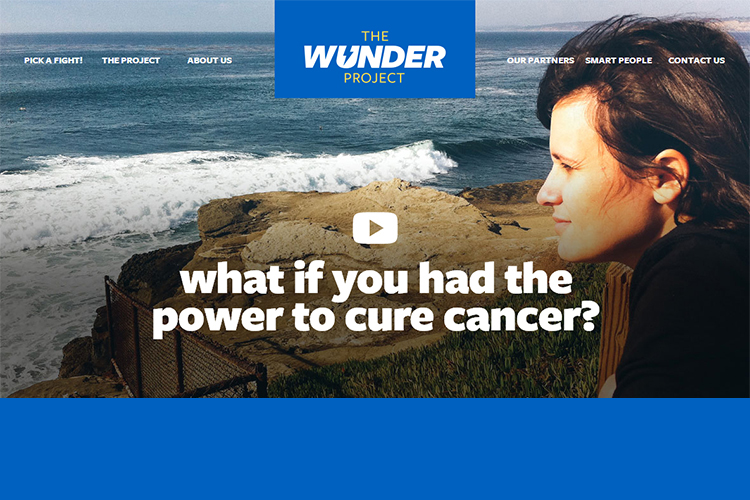 THE
WUNDER
PROJECT
PICK A FIGHT!
THE PROJECT
ABOUT US
OUR PARTNERS
SMART PEOPLE
CONTACT US
what if you had the
power to cure cancer?